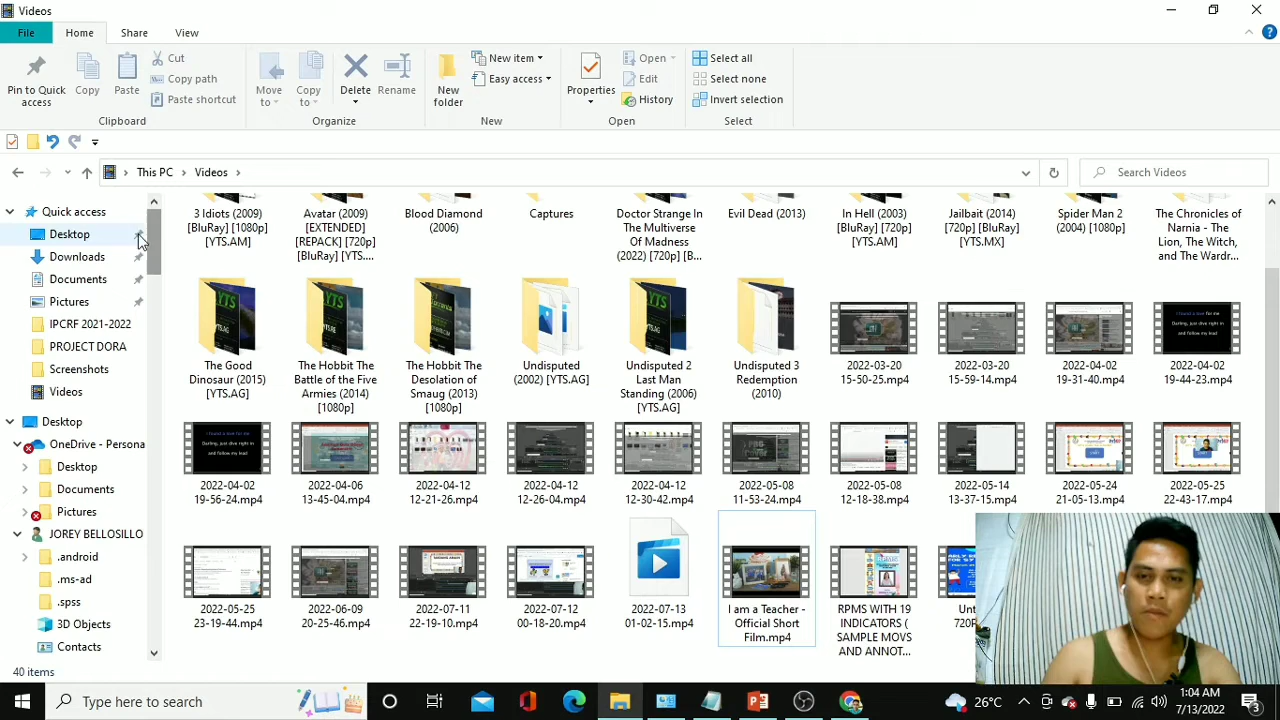 Videos
File Home Share View
Pin to Quick access
Copy
Paste
Cut
Copy path
Paste shortcut
Clipboard
Move to
Copy to
Delete
Rename
Organize
New folder
New item
Easy access
New
Properties
Open
Edit
History
Open
Select all
Select none
Invert selection
Select
This PC > Videos >
Search Videos
Quick access
Desktop
Downloads
Documents
Pictures
IPCRF 2021-2022
PROJECT DORA
Screenshots
Videos
Desktop
OneDrive - Persona
Desktop
Documents
Pictures
JOREY BELLOSILLO
.android
.ms-ad
.spss
3D Objects
Contacts
3 Idiots (2009) [BluRay] [1080p] [YTS.AM]
Avatar (2009) [EXTENDED] [REPACK] [720p] [BluRay] [YTS....
Blood Diamond (2006)
Captures
Doctor Strange In The Multiverse Of Madness (2022) [720p] [B...
Evil Dead (2013)
In Hell (2003) [BluRay] [720p] [YTS.AM]
Jailbait (2014) [720p] [BluRay] [YTS.MX]
Spider Man 2 (2004) [1080p]
The Chronicles of Narnia - The Lion, The Witch, and The Wardr...
The Good Dinosaur (2015) [YTS.AG]
The Hobbit The Battle of the Five Armies (2014) [1080p]
The Hobbit The Desolation of Smaug (2013) [1080p]
Undisputed (2002) [YTS.AG]
Undisputed 2 Last Man Standing (2006) [YTS.AG]
Undisputed 3 Redemption (2010)
2022-03-20 15-50-25.mp4
2022-03-20 15-59-14.mp4
2022-04-02 19-31-40.mp4
2022-04-02 19-44-23.mp4
2022-04-02 19-56-24.mp4
2022-04-06 13-45-04.mp4
2022-04-12 12-21-26.mp4
2022-04-12 12-26-04.mp4
2022-04-12 12-30-42.mp4
2022-05-08 11-53-24.mp4
2022-05-08 12-18-38.mp4
2022-05-14 13-37-15.mp4
2022-05-24 21-05-13.mp4
2022-05-25 22-43-17.mp4
2022-05-25 23-19-44.mp4
2022-06-09 20-25-46.mp4
2022-07-11 22-19-10.mp4
2022-07-12 00-18-20.mp4
2022-07-13 01-02-15.mp4
I am a Teacher - Official Short Film.mp4
RPMS WITH 19 INDICATORS ( SAMPLE MOVS AND ANNOT...
Unt
720P
40 items
Type here to search
26°C
1:04 AM
7/13/2022
3